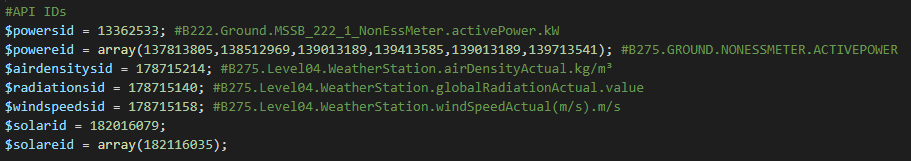 #API IDs
$powersid = 13362533; #B222.Ground.MSSB_222_1_NonEssMeter.activePower.kW
$powereid = array(137813805,138512969,139013189,139413585,139013189,139713541); #B275.GROUND.NONESSMETER.ACTIVEPOWER
$airdensitysid = 178715214; #B275.Level04.WeatherStation.airDensityActual.kg/m³
$radiationsid = 178715140; #B275.Level04.WeatherStation.globalRadiationActual.value
$windspeedsid = 178715158; #B275.Level04.WeatherStation.windSpeedActual(m/s).m/s
$solarid = 182016079;
$solareid = array(182116035);